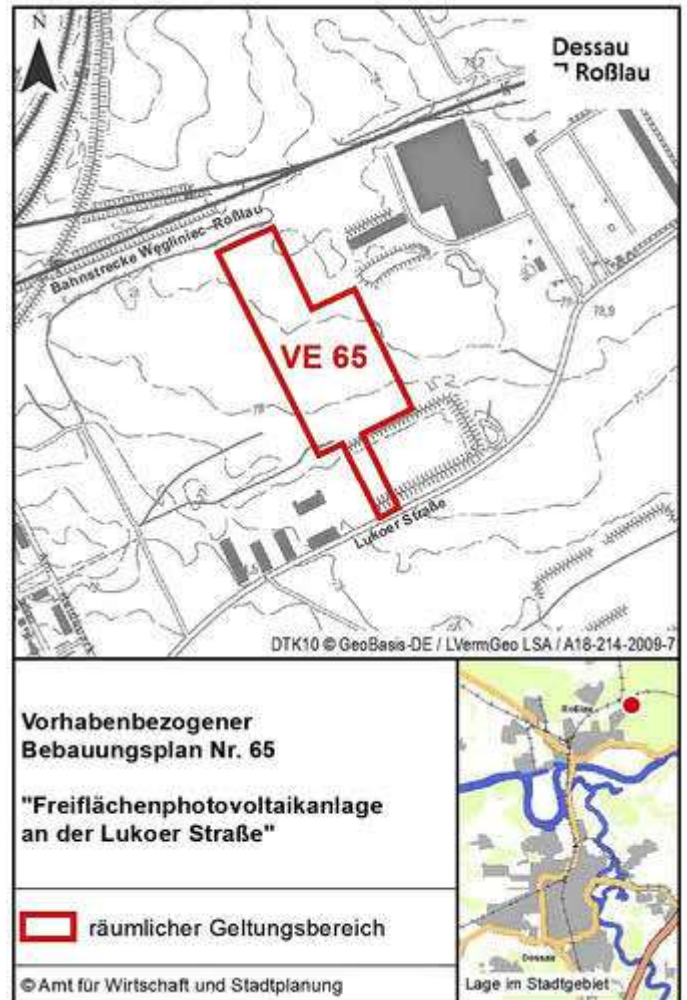 N
Dessau
Roßlau
Bahnstrecke Węgliniec-Roßlau
VE 65
78,9
Lukoer Straße
DTK10 © GeoBasis-DE / LVermGeo LSA / A18-214-2009-7
Vorhabenbezogener
Bebauungsplan Nr. 65
"Freiflächenphotovoltaikanlage
an der Lukoer Straße"
räumlicher Geltungsbereich
© Amt für Wirtschaft und Stadtplanung
Roßlau
Dessau
Lage im Stadtgebiet